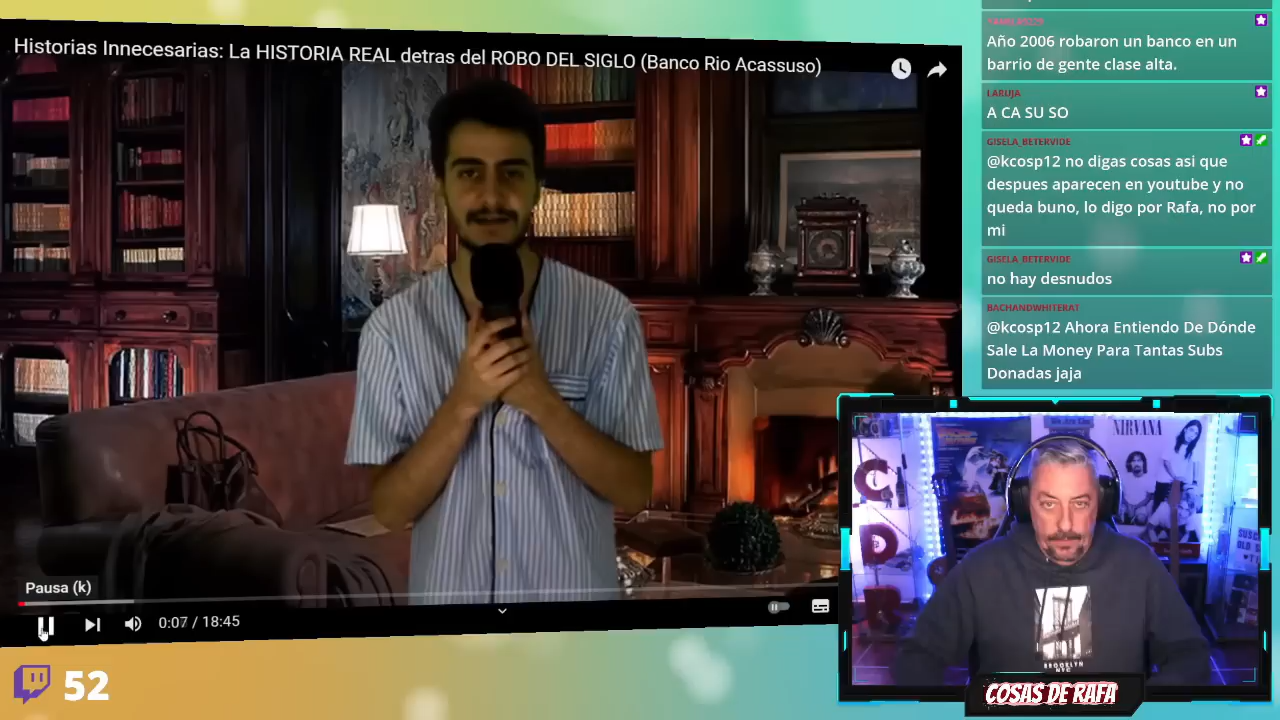 Historias Innecesarias: La HISTORIA REAL detras del ROBO DEL SIGLO (Banco Rio Acassuso)
Año 2006 robaron un banco en un
barrio de gente clase alta.
LARUJA
A CA SU SO
GISELA_BETERVIDE
@kcosp12 no digas cosas asi que
despues aparecen en youtube y no
queda buno, lo digo por Rafa, no por
mi
GISELA_BETERVIDE
no hay desnudos
BACHANDWHITERAT
@kcosp12 Ahora Entiendo De Dónde
Sale La Money Para Tantas Subs
Donadas jaja
Pausa (k)
0:07 / 18:45
52
NIRVANA
C
D
R
BROOKLYN
NYC
COSAS DE RAFA